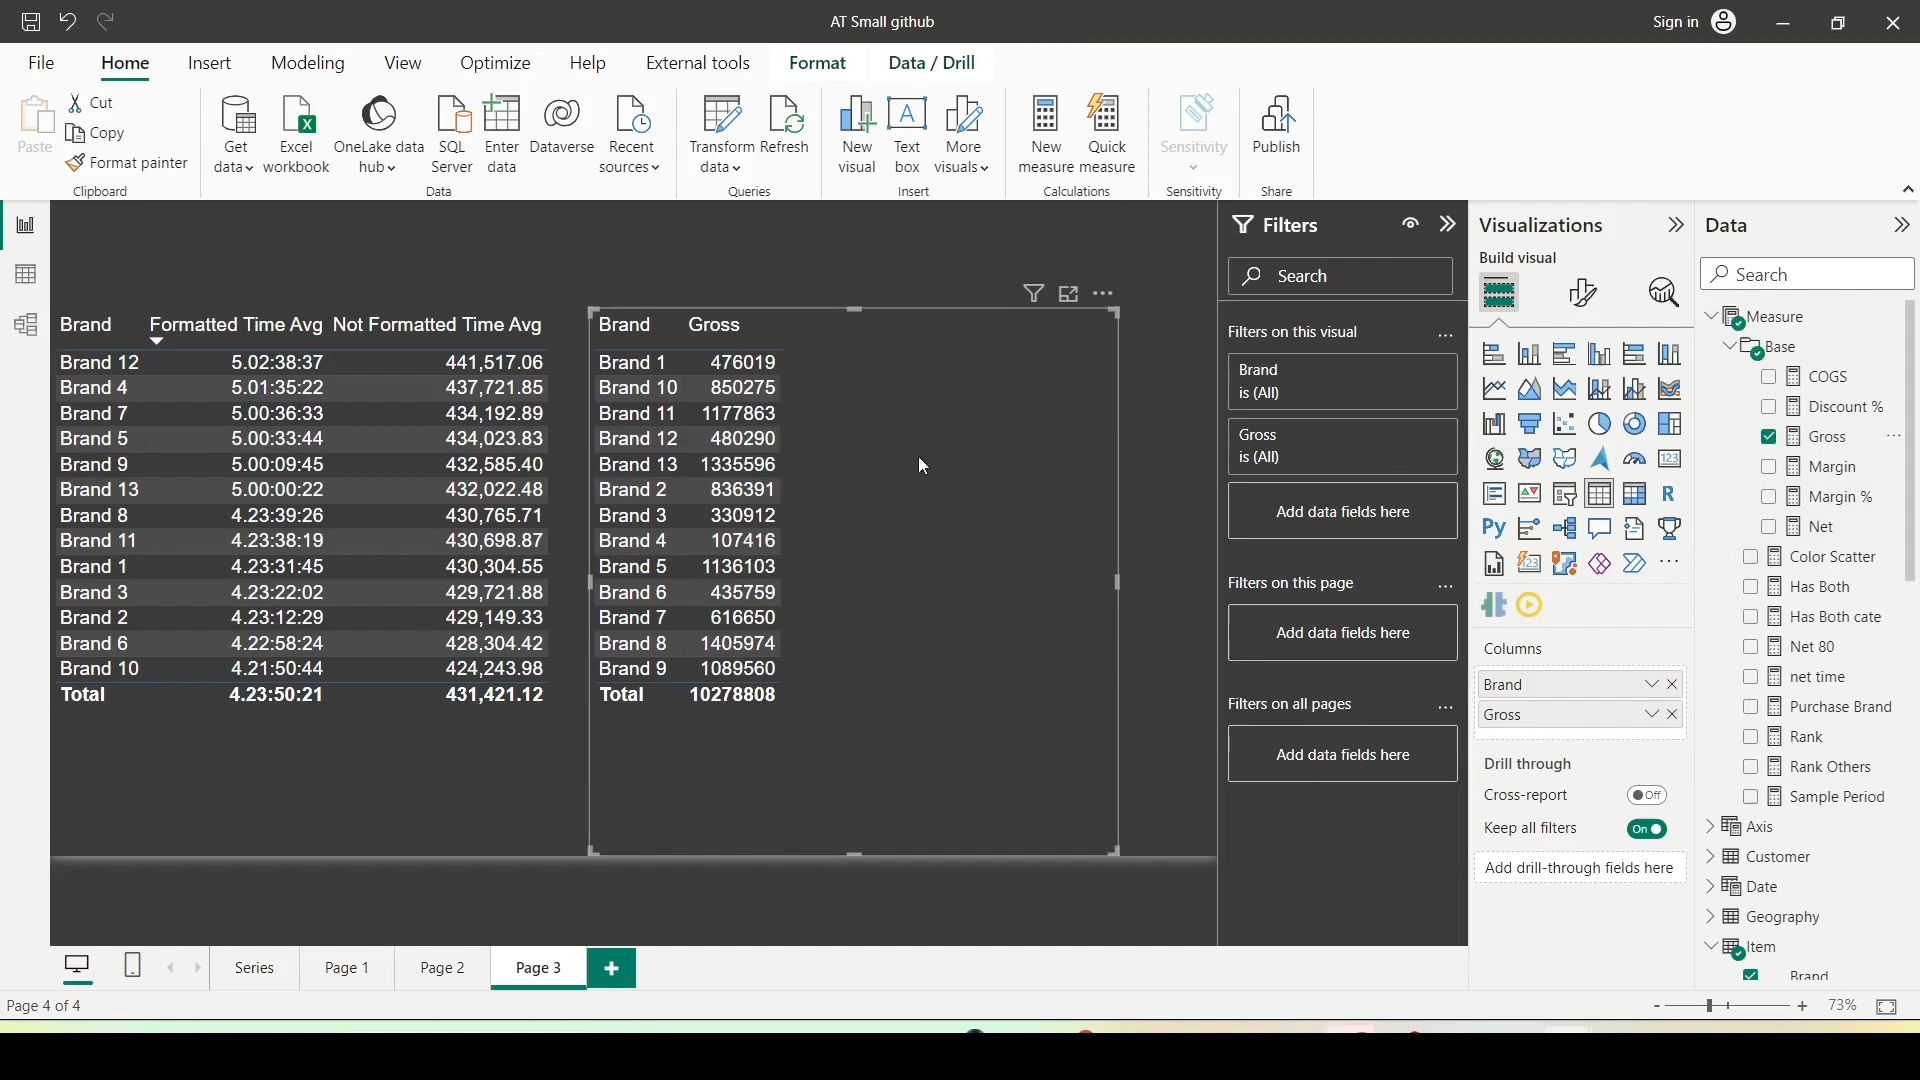 AT Small github
Sign in
File Home Insert Modeling View Optimize Help External tools Format Data / Drill
Paste
Cut
Copy
Format painter
Clipboard
Get data
Excel workbook
OneLake data hub
SQL Server
Enter data
Dataverse
Recent sources
Data
Transform data
Refresh
Queries
New visual
Text box
More visuals
Insert
New measure
Quick measure
Calculations
Sensitivity
Sensitivity
Publish
Share
Brand Formatted Time Avg Not Formatted Time Avg
Brand 12 5.02:38:37 441,517.06
Brand 4 5.01:35:22 437,721.85
Brand 7 5.00:36:33 434,192.89
Brand 5 5.00:33:44 434,023.83
Brand 9 5.00:09:45 432,585.40
Brand 13 5.00:00:22 432,022.48
Brand 8 4.23:39:26 430,765.71
Brand 11 4.23:38:19 430,698.87
Brand 1 4.23:31:45 430,304.55
Brand 3 4.23:22:02 429,721.88
Brand 2 4.23:12:29 429,149.33
Brand 6 4.22:58:24 428,304.42
Brand 10 4.21:50:44 424,243.98
Total 4.23:50:21 431,421.12
Brand Gross
Brand 1 476019
Brand 10 850275
Brand 11 1177863
Brand 12 480290
Brand 13 1335596
Brand 2 836391
Brand 3 330912
Brand 4 107416
Brand 5 1136103
Brand 6 435759
Brand 7 616650
Brand 8 1405974
Brand 9 1089560
Total 10278808
Filters
Search
Filters on this visual
Brand
is (All)
Gross
is (All)
Add data fields here
Filters on this page
Add data fields here
Filters on all pages
Add data fields here
Visualizations
Build visual
123
R
Py
123
Columns
Brand
Gross
Drill through
Cross-report Off
Keep all filters On
Add drill-through fields here
Data
Search
Measure
Base
COGS
Discount %
Gross
Margin
Margin %
Net
Color Scatter
Has Both
Has Both cate
Net 80
net time
Purchase Brand
Rank
Rank Others
Sample Period
Axis
Customer
Date
Geography
Item
Brand
Series Page 1 Page 2 Page 3 +
Page 4 of 4
- + 73%